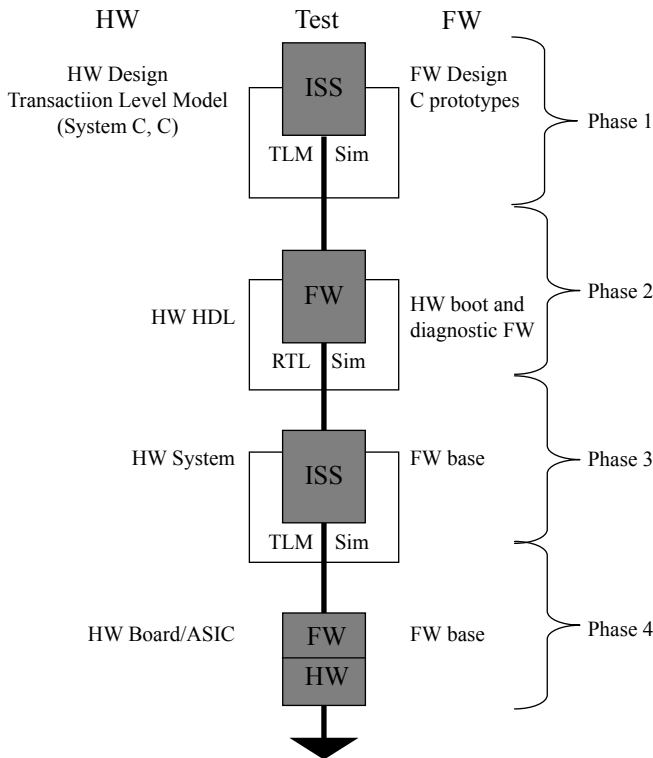 HW
Test
FW
HW Design
Transactiion Level Model
(System C, C)
ISS
TLM Sim
FW Design
C prototypes
Phase 1
HW HDL
FW
RTL Sim
HW boot and
diagnostic FW
Phase 2
HW System
ISS
TLM Sim
FW base
Phase 3
HW Board/ASIC
FW
HW
FW base
Phase 4